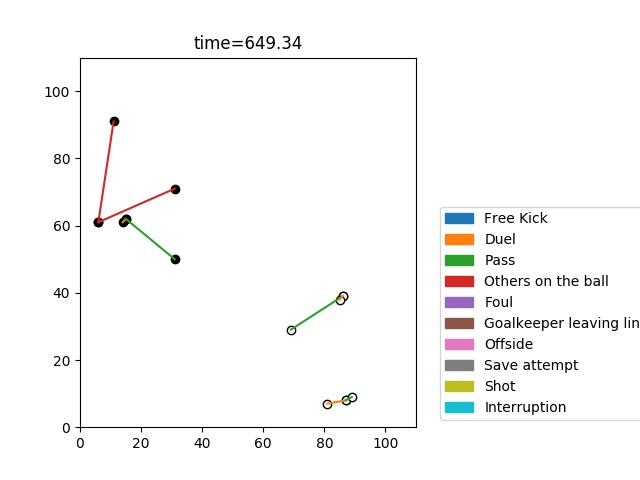 time=649.34
100
80
60
40
20
0
0 20 40 60 80 100
Free Kick
Duel
Pass
Others on the ball
Foul
Goalkeeper leaving lin
Offside
Save attempt
Shot
Interruption